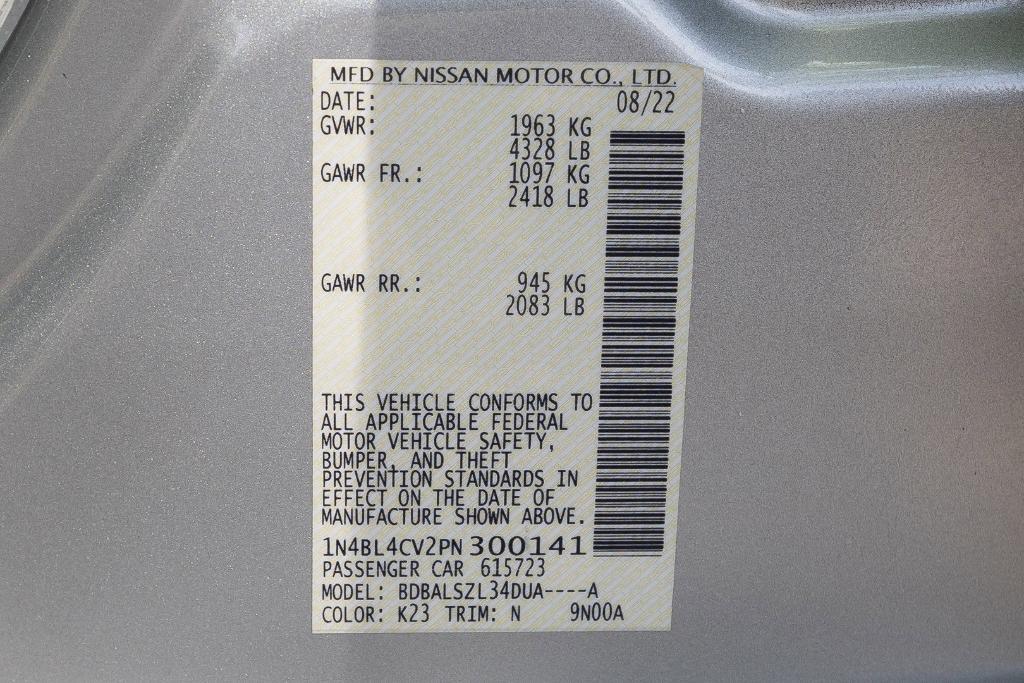 MFD BY NISSAN MOTOR CO., LTD.
DATE: 08/22
GVWR: 1963 KG
4328 LB
GAWR FR.: 1097 KG
2418 LB
GAWR RR.: 945 KG
2083 LB
THIS VEHICLE CONFORMS TO
ALL APPLICABLE FEDERAL
MOTOR VEHICLE SAFETY,
BUMPER, AND THEFT
PREVENTION STANDARDS IN
EFFECT ON THE DATE OF
MANUFACTURE SHOWN ABOVE.
1N4BL4CV2PN 300141
PASSENGER CAR 615723
MODEL: BDBALSZL34DUA----A
COLOR: K23 TRIM: N 9N00A